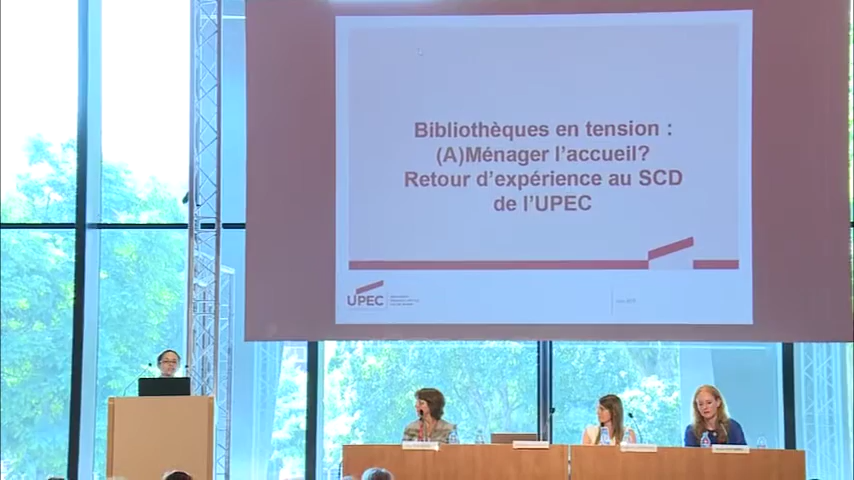 Bibliothèques en tension :
(A)Ménager l'accueil?
Retour d'expérience au SCD
de l'UPEC
UPEC